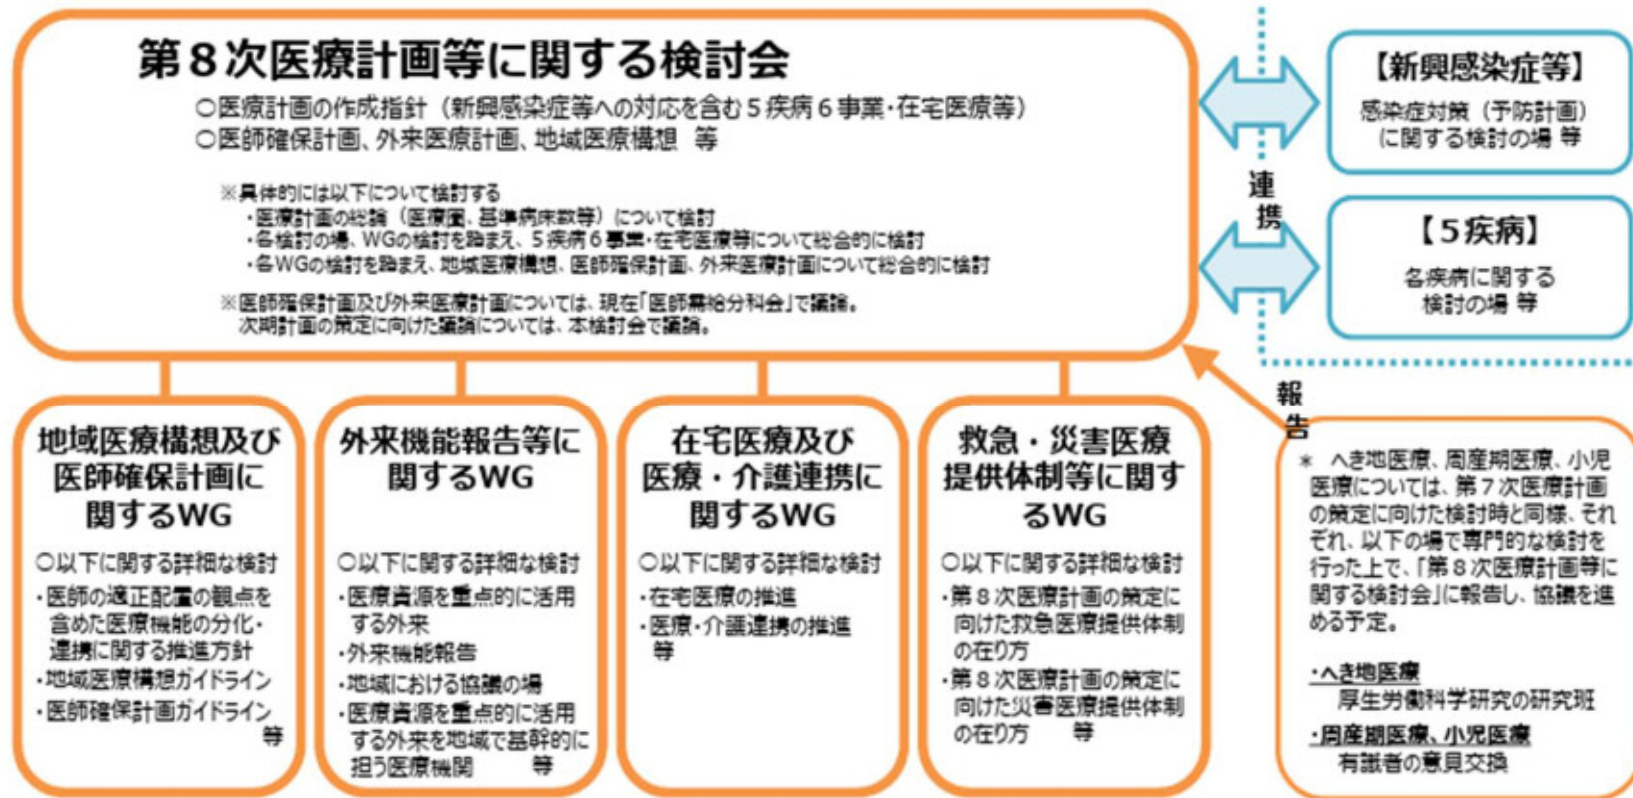 第８次医療計画等に関する検討会
○医療計画の作成指針（新興感染症等への対応を含む５疾病６事業・在宅医療等）
○医師確保計画、外来医療計画、地域医療構想 等
※具体的には以下について検討する
・医療計画の総論（医療圏、基準病床数等）について検討
・各検討の場、WGの検討を踏まえ、５疾病６事業・在宅医療等について総合的に検討
・各WGの検討を踏まえ、地域医療構想、医師確保計画、外来医療計画について総合的に検討
※医師確保計画及び外来医療計画については、現在「医師需給分科会」で議論。
次期計画の策定に向けた議論については、本検討会で議論。
連
携
【新興感染症等】
感染症対策（予防計画）
に関する検討の場 等
【５疾病】
各疾病に関する
検討の場 等
地域医療構想及び
医師確保計画に
関するWG
○以下に関する詳細な検討
・医師の適正配置の観点を
含めた医療機能の分化・
連携に関する推進方針
・地域医療構想ガイドライン
・医師確保計画ガイドライン
等
外来機能報告等に
関するWG
○以下に関する詳細な検討
・医療資源を重点的に活用
する外来
・外来機能報告
・地域における協議の場
・医療資源を重点的に活用
する外来を地域で基幹的に
担う医療機関 等
在宅医療及び
医療・介護連携に
関するWG
○以下に関する詳細な検討
・在宅医療の推進
・医療・介護連携の推進
等
救急・災害医療
提供体制等に関す
るWG
○以下に関する詳細な検討
・第８次医療計画の策定に
向けた救急医療提供体制
の在り方
・第８次医療計画の策定に
向けた災害医療提供体制
の在り方 等
報
告
＊ へき地医療、周産期医療、小児
医療については、第７次医療計画
の策定に向けた検討時と同様、それ
ぞれ、以下の場で専門的な検討を
行った上で、「第８次医療計画等に
関する検討会」に報告し、協議を進
める予定。
・へき地医療
厚生労働科学研究の研究班
・周産期医療、小児医療
有識者の意見交換